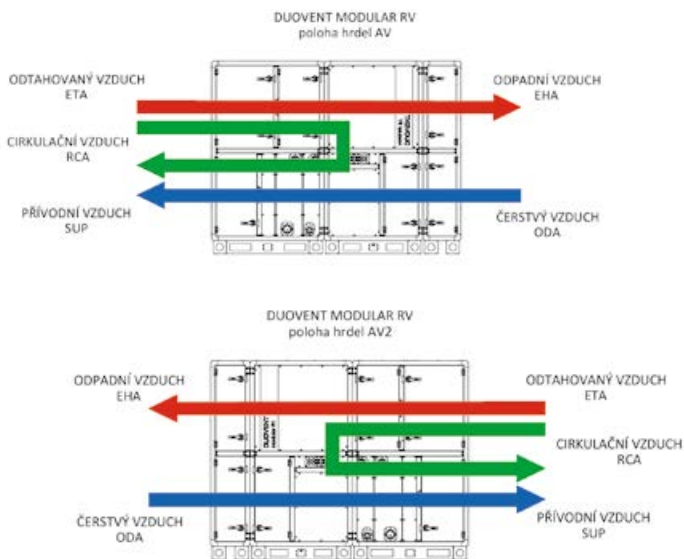 DUOVENT MODULAR RV
poloha hrdel AV
ODTAHOVANÝ VZDUCH
ETA
ODPADNÍ VZDUCH
EHA
CIRKULAČNÍ VZDUCH
RCA
PŘÍVODNÍ VZDUCH
SUP
ČERSTVÝ VZDUCH
ODA
DUOVENT MODULAR RV
poloha hrdel AV2
ODPADNÍ VZDUCH
EHA
ODTAHOVANÝ VZDUCH
ETA
CIRKULAČNÍ VZDUCH
RCA
ČERSTVÝ VZDUCH
ODA
PŘÍVODNÍ VZDUCH
SUP
DUOVENT